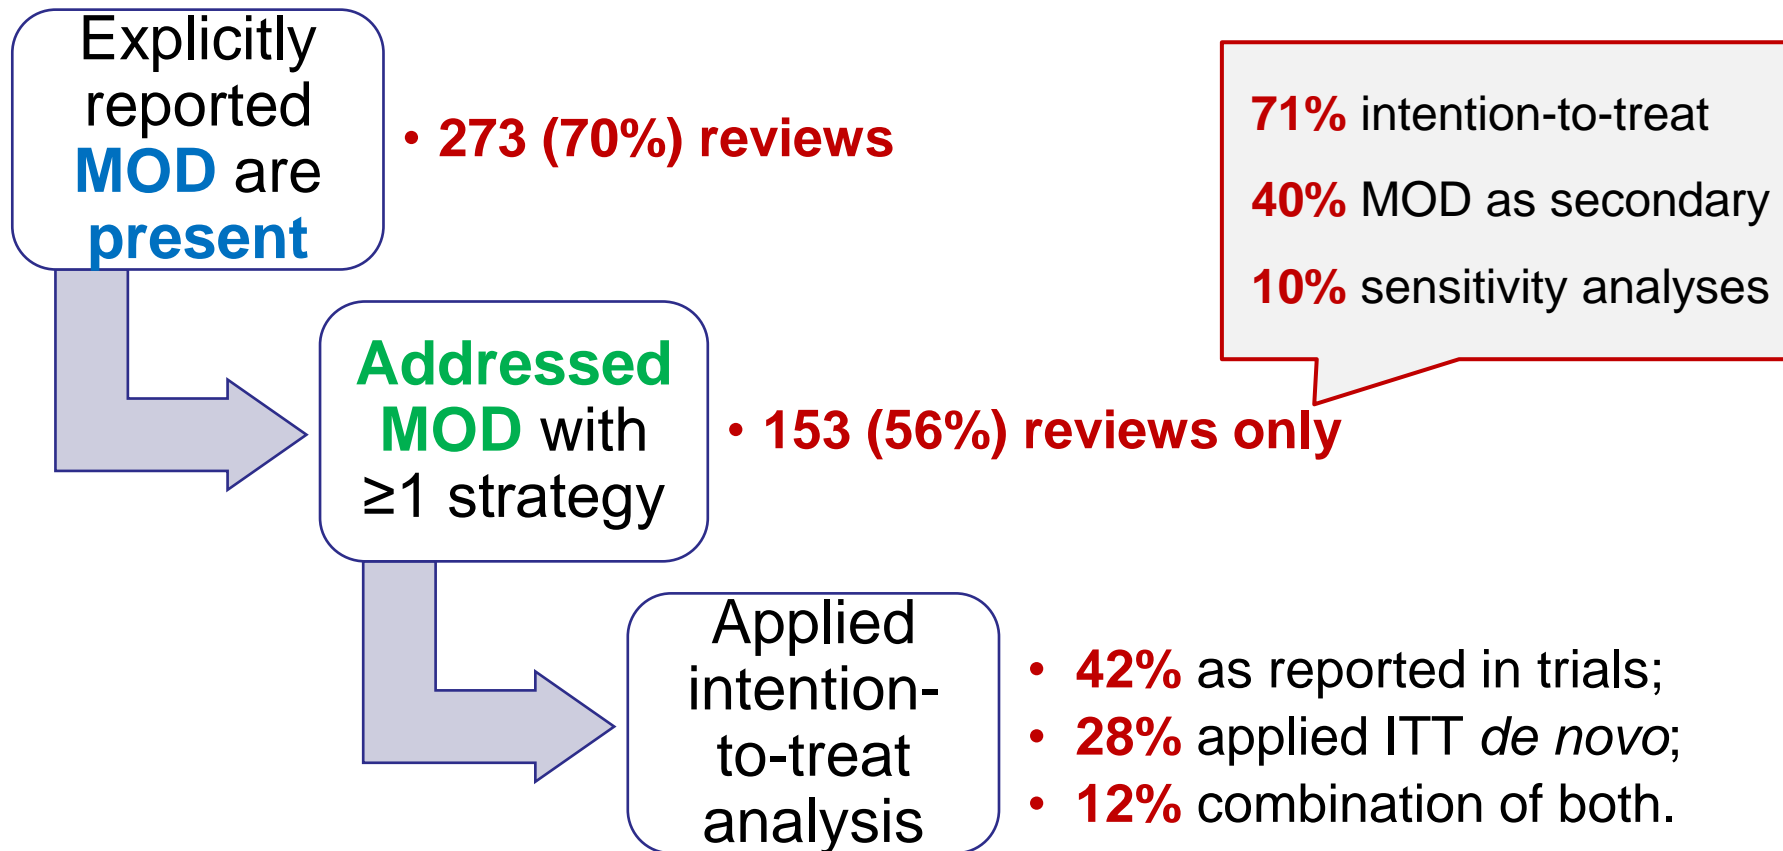 Explicitly
reported
MOD are
present
• 273 (70%) reviews
71% intention-to-treat
40% MOD as secondary
10% sensitivity analyses
Addressed
MOD with
≥1 strategy
• 153 (56%) reviews only
Applied
intention-
to-treat
analysis
• 42% as reported in trials;
• 28% applied ITT de novo;
• 12% combination of both.